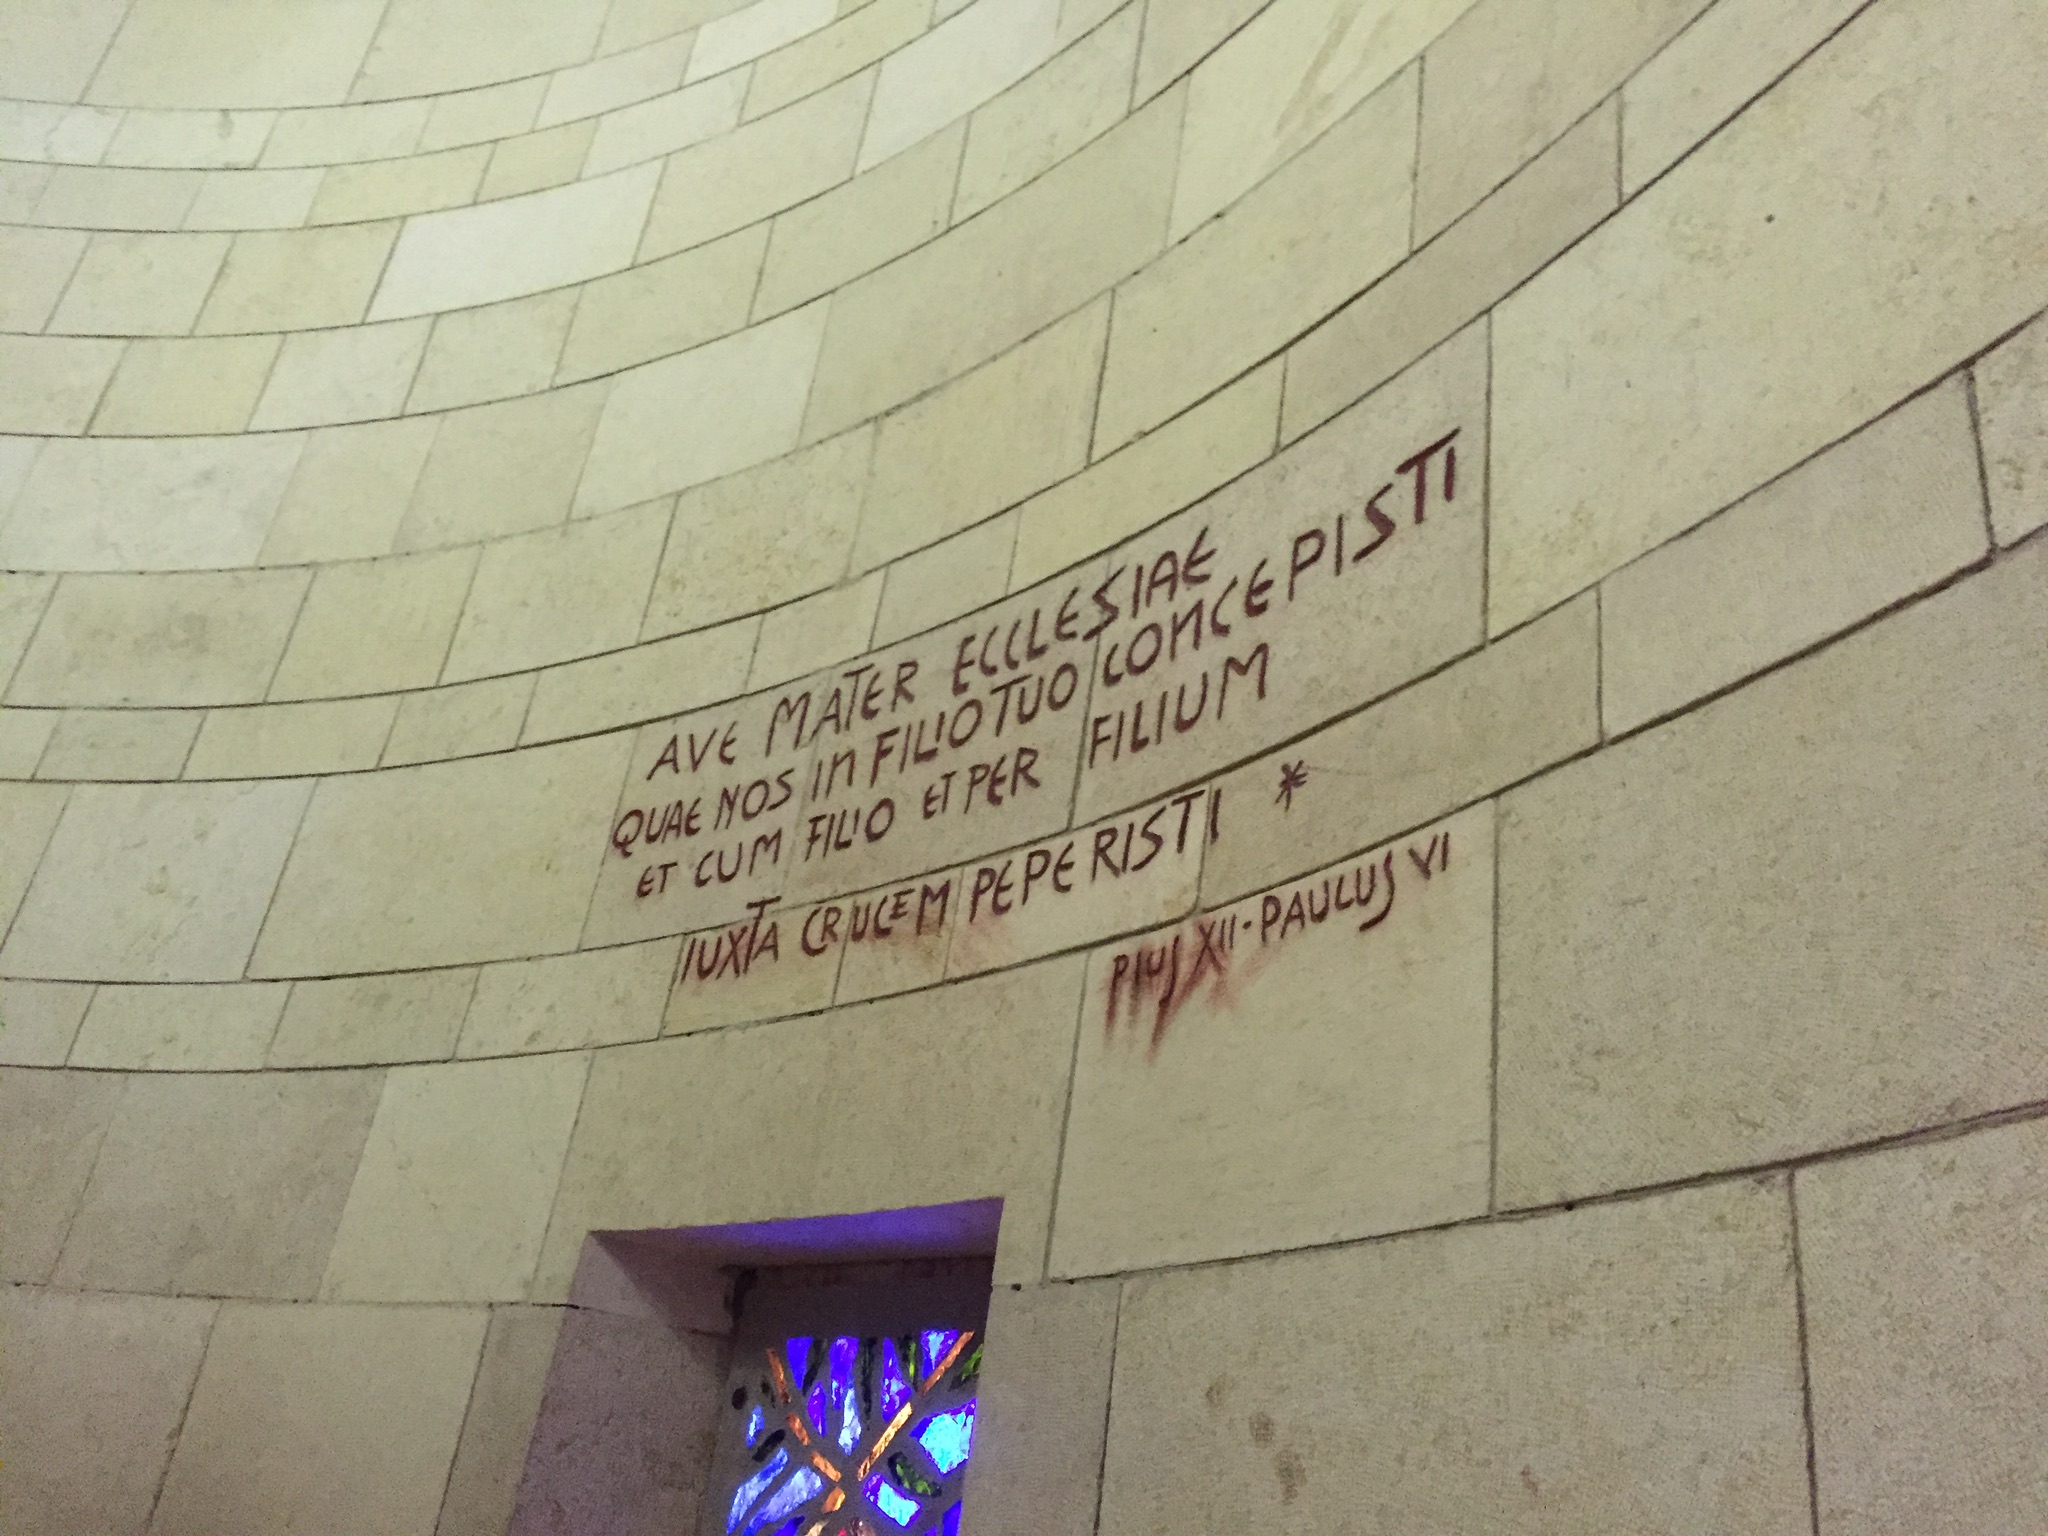 AVE MATER ECCLESIAE
QUAE NOS IN FILIO TUO CONCEPISTI
ET CUM FILIO ET PER FILIUM
IUXTA CRUCEM PEPERISTI *
PIUS XII - PAULUS VI